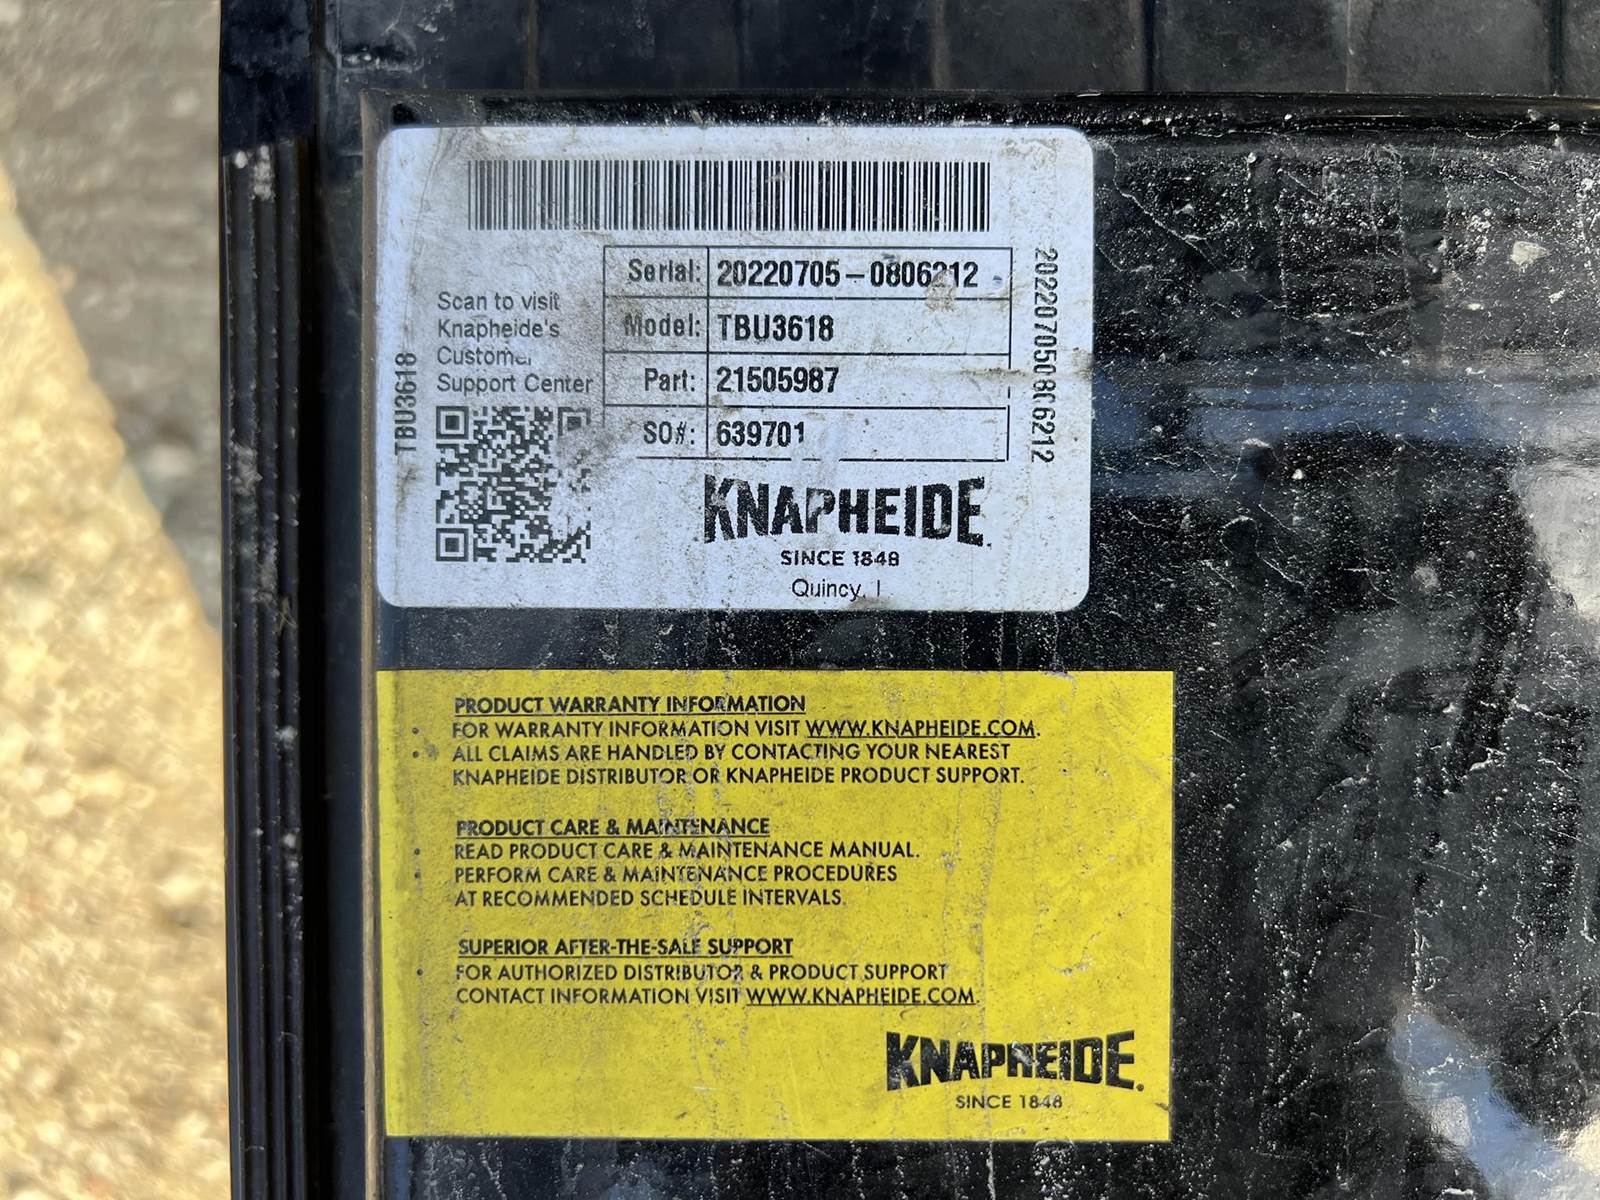 Serial: 20220705-0806212
Model: TBU3618
Part: 21505987
SO#: 639701
Scan to visit
Knapheide's
Customer
Support Center
TBU3618
202207050806212
KNAPHEIDE
SINCE 1848
Quincy, I
PRODUCT WARRANTY INFORMATION
• FOR WARRANTY INFORMATION VISIT WWW.KNAPHEIDE.COM.
• ALL CLAIMS ARE HANDLED BY CONTACTING YOUR NEAREST
KNAPHEIDE DISTRIBUTOR OR KNAPHEIDE PRODUCT SUPPORT.
PRODUCT CARE & MAINTENANCE
• READ PRODUCT CARE & MAINTENANCE MANUAL.
• PERFORM CARE & MAINTENANCE PROCEDURES
AT RECOMMENDED SCHEDULE INTERVALS.
SUPERIOR AFTER-THE-SALE SUPPORT
• FOR AUTHORIZED DISTRIBUTOR & PRODUCT SUPPORT
CONTACT INFORMATION VISIT WWW.KNAPHEIDE.COM.
KNAPHEIDE.
SINCE 1848